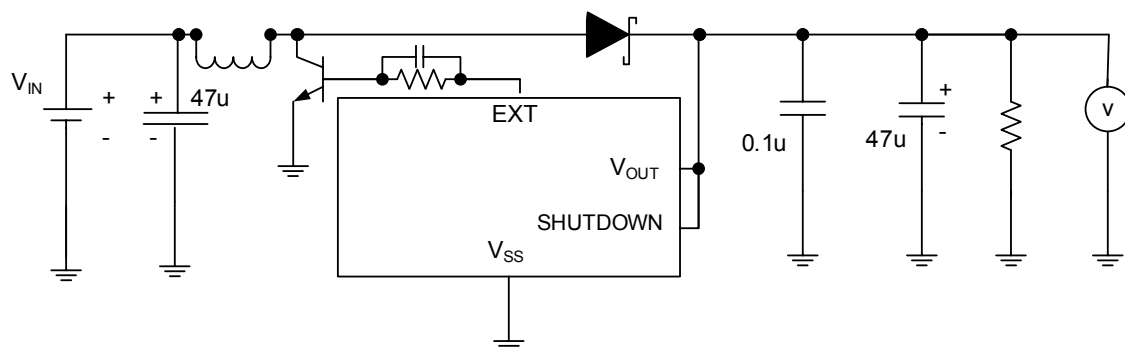 V_IN
+
-
+
-
47u
EXT
V_OUT
SHUTDOWN
V_SS
0.1u
47u
+
-
V